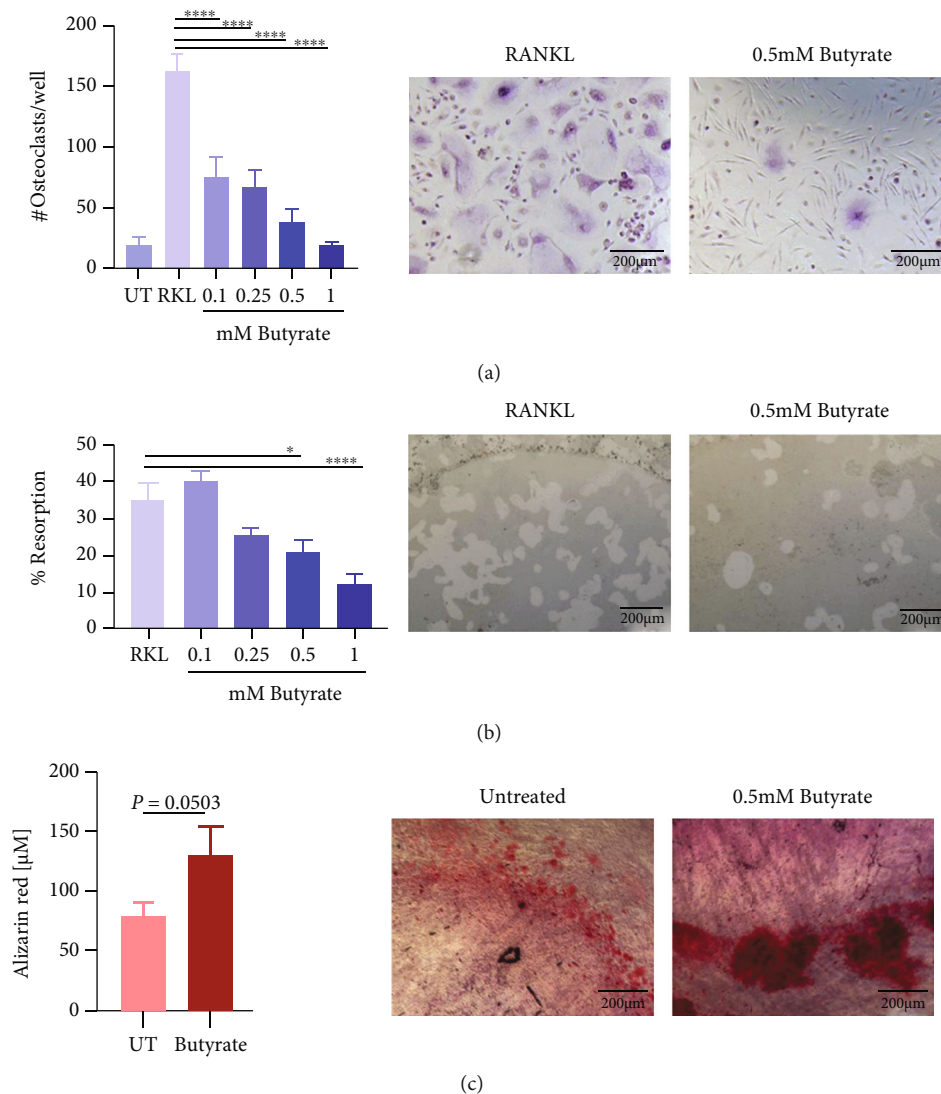 200
150
100
50
0
#Osteoclasts/well
****
****
****
****
UT RKL 0.1 0.25 0.5 1
mM Butyrate
RANKL
200µm
0.5mM Butyrate
200µm
(a)
50
40
30
20
10
0
% Resorption
*
****
RKL 0.1 0.25 0.5 1
mM Butyrate
RANKL
200µm
0.5mM Butyrate
200µm
(b)
200
150
100
50
0
Alizarin red [µM]
P = 0.0503
UT Butyrate
Untreated
200µm
0.5mM Butyrate
200µm
(c)